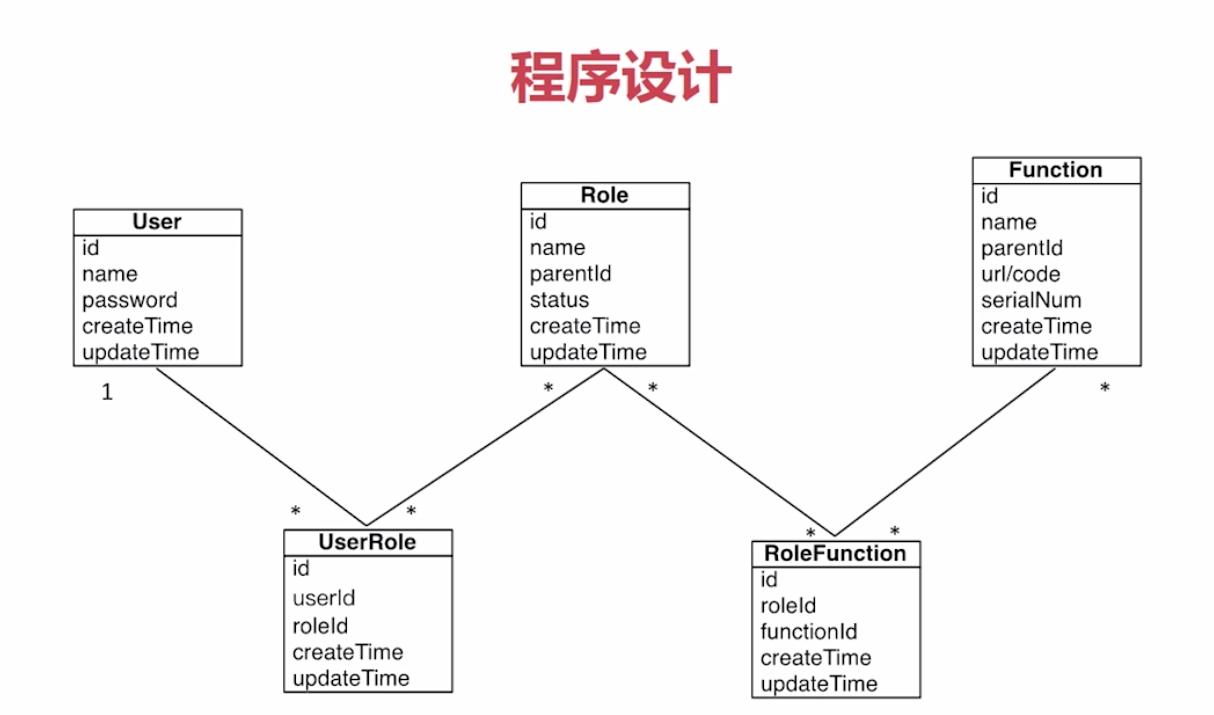 程序设计
User
id
name
password
createTime
updateTime
1
*
Role
id
name
parentId
status
createTime
updateTime
*
*
Function
id
name
parentId
url/code
serialNum
createTime
updateTime
*
*
UserRole
id
userId
roleId
createTime
updateTime
*
*
RoleFunction
id
roleId
functionId
createTime
updateTime